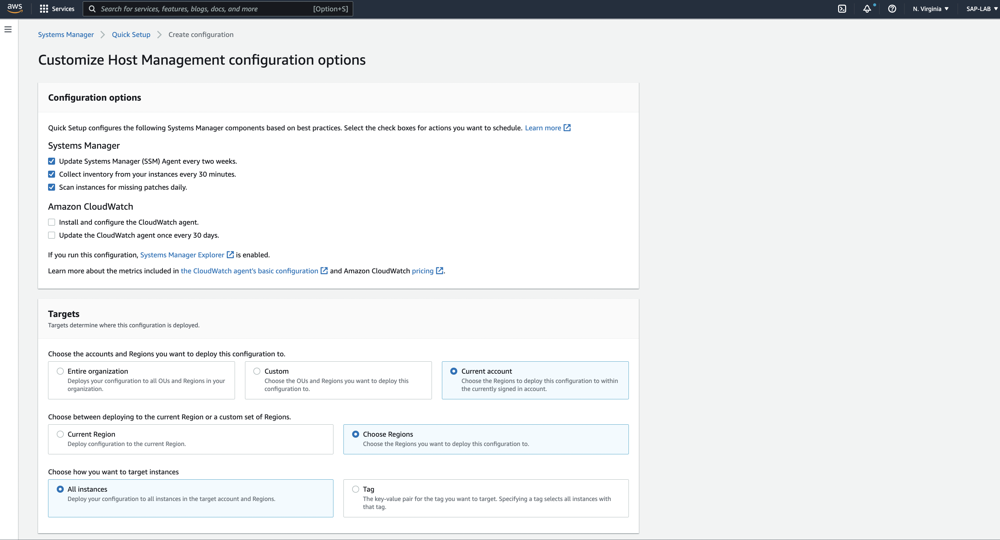 aws
Services
Search for services, features, blogs, docs, and more
[Option+S]
N. Virginia
SAP-LAB
Systems Manager
Quick Setup
Create configuration
Customize Host Management configuration options
Configuration options
Quick Setup configures the following Systems Manager components based on best practices. Select the check boxes for actions you want to schedule. Learn more
Systems Manager
Update Systems Manager (SSM) Agent every two weeks.
Collect inventory from your instances every 30 minutes.
Scan instances for missing patches daily.
Amazon CloudWatch
Install and configure the CloudWatch agent.
Update the CloudWatch agent once every 30 days.
If you run this configuration, Systems Manager Explorer is enabled.
Learn more about the metrics included in the CloudWatch agent's basic configuration and Amazon CloudWatch pricing.
Targets
Targets determine where this configuration is deployed.
Choose the accounts and Regions you want to deploy this configuration to.
Entire organization
Deploys your configuration to all OUs and Regions in your
organization.
Custom
Choose the OUs and Regions you want to deploy this
configuration to.
Current account
Choose the Regions to deploy this configuration to within
the currently signed in account.
Choose between deploying to the current Region or a custom set of Regions.
Current Region
Deploy configuration to the current Region.
Choose Regions
Choose the Regions you want to deploy this configuration to.
Choose how you want to target instances
All instances
Deploy your configuration to all instances in the target account and Regions.
Tag
The key-value pair for the tag you want to target. Specifying a tag selects all instances with
that tag.